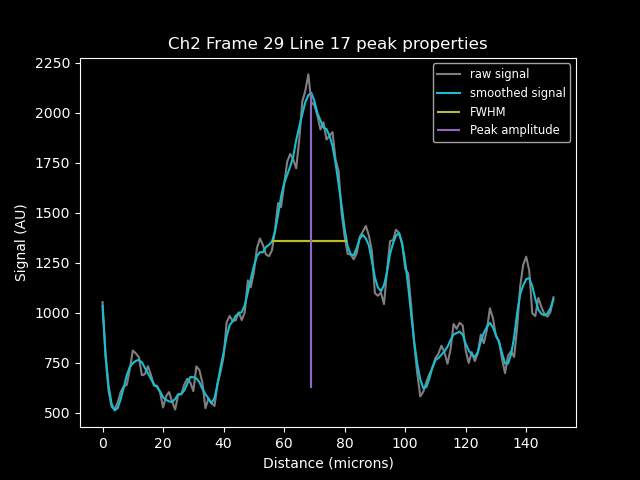 Ch2 Frame 29 Line 17 peak properties
raw signal
smoothed signal
FWHM
Peak amplitude
Signal (AU)
2250
2000
1750
1500
1250
1000
750
500
0 20 40 60 80 100 120 140
Distance (microns)